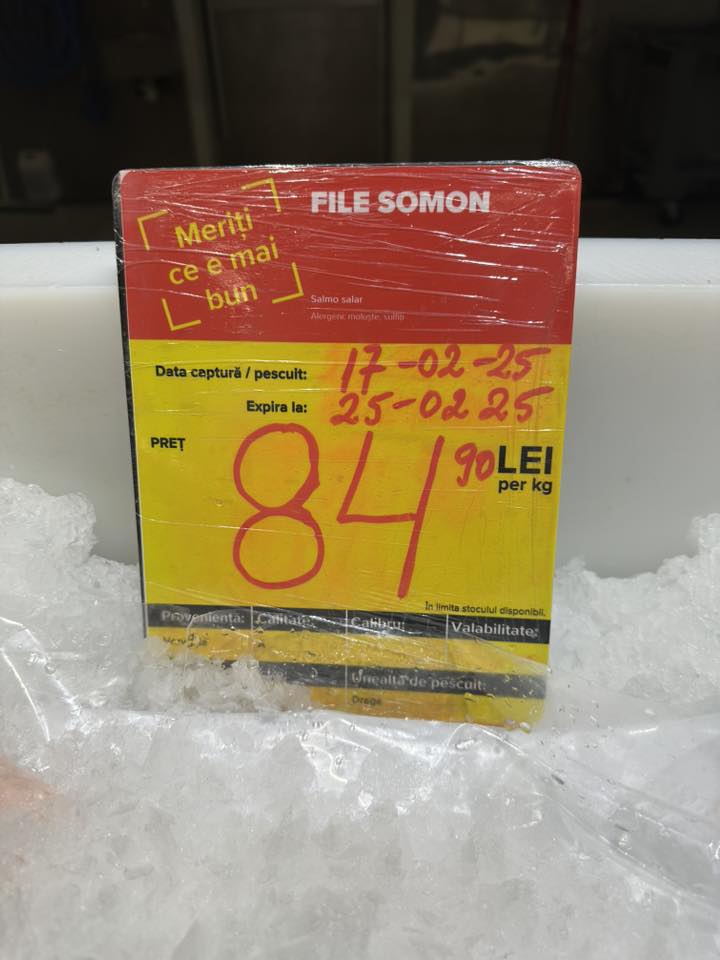 FILE SOMON
Meriți
ce e mai
bun
Salmo salar
Alergeni: moluște, sulfiți
Data captură / pescuit: 17-02-25
Expira la: 25-02 25
PREȚ
84 90 LEI
per kg
În limita stocului disponibil.
Proveniența: Calitate: Calibru: Valabilitate:
A
Unealta de pescuit:
Drage